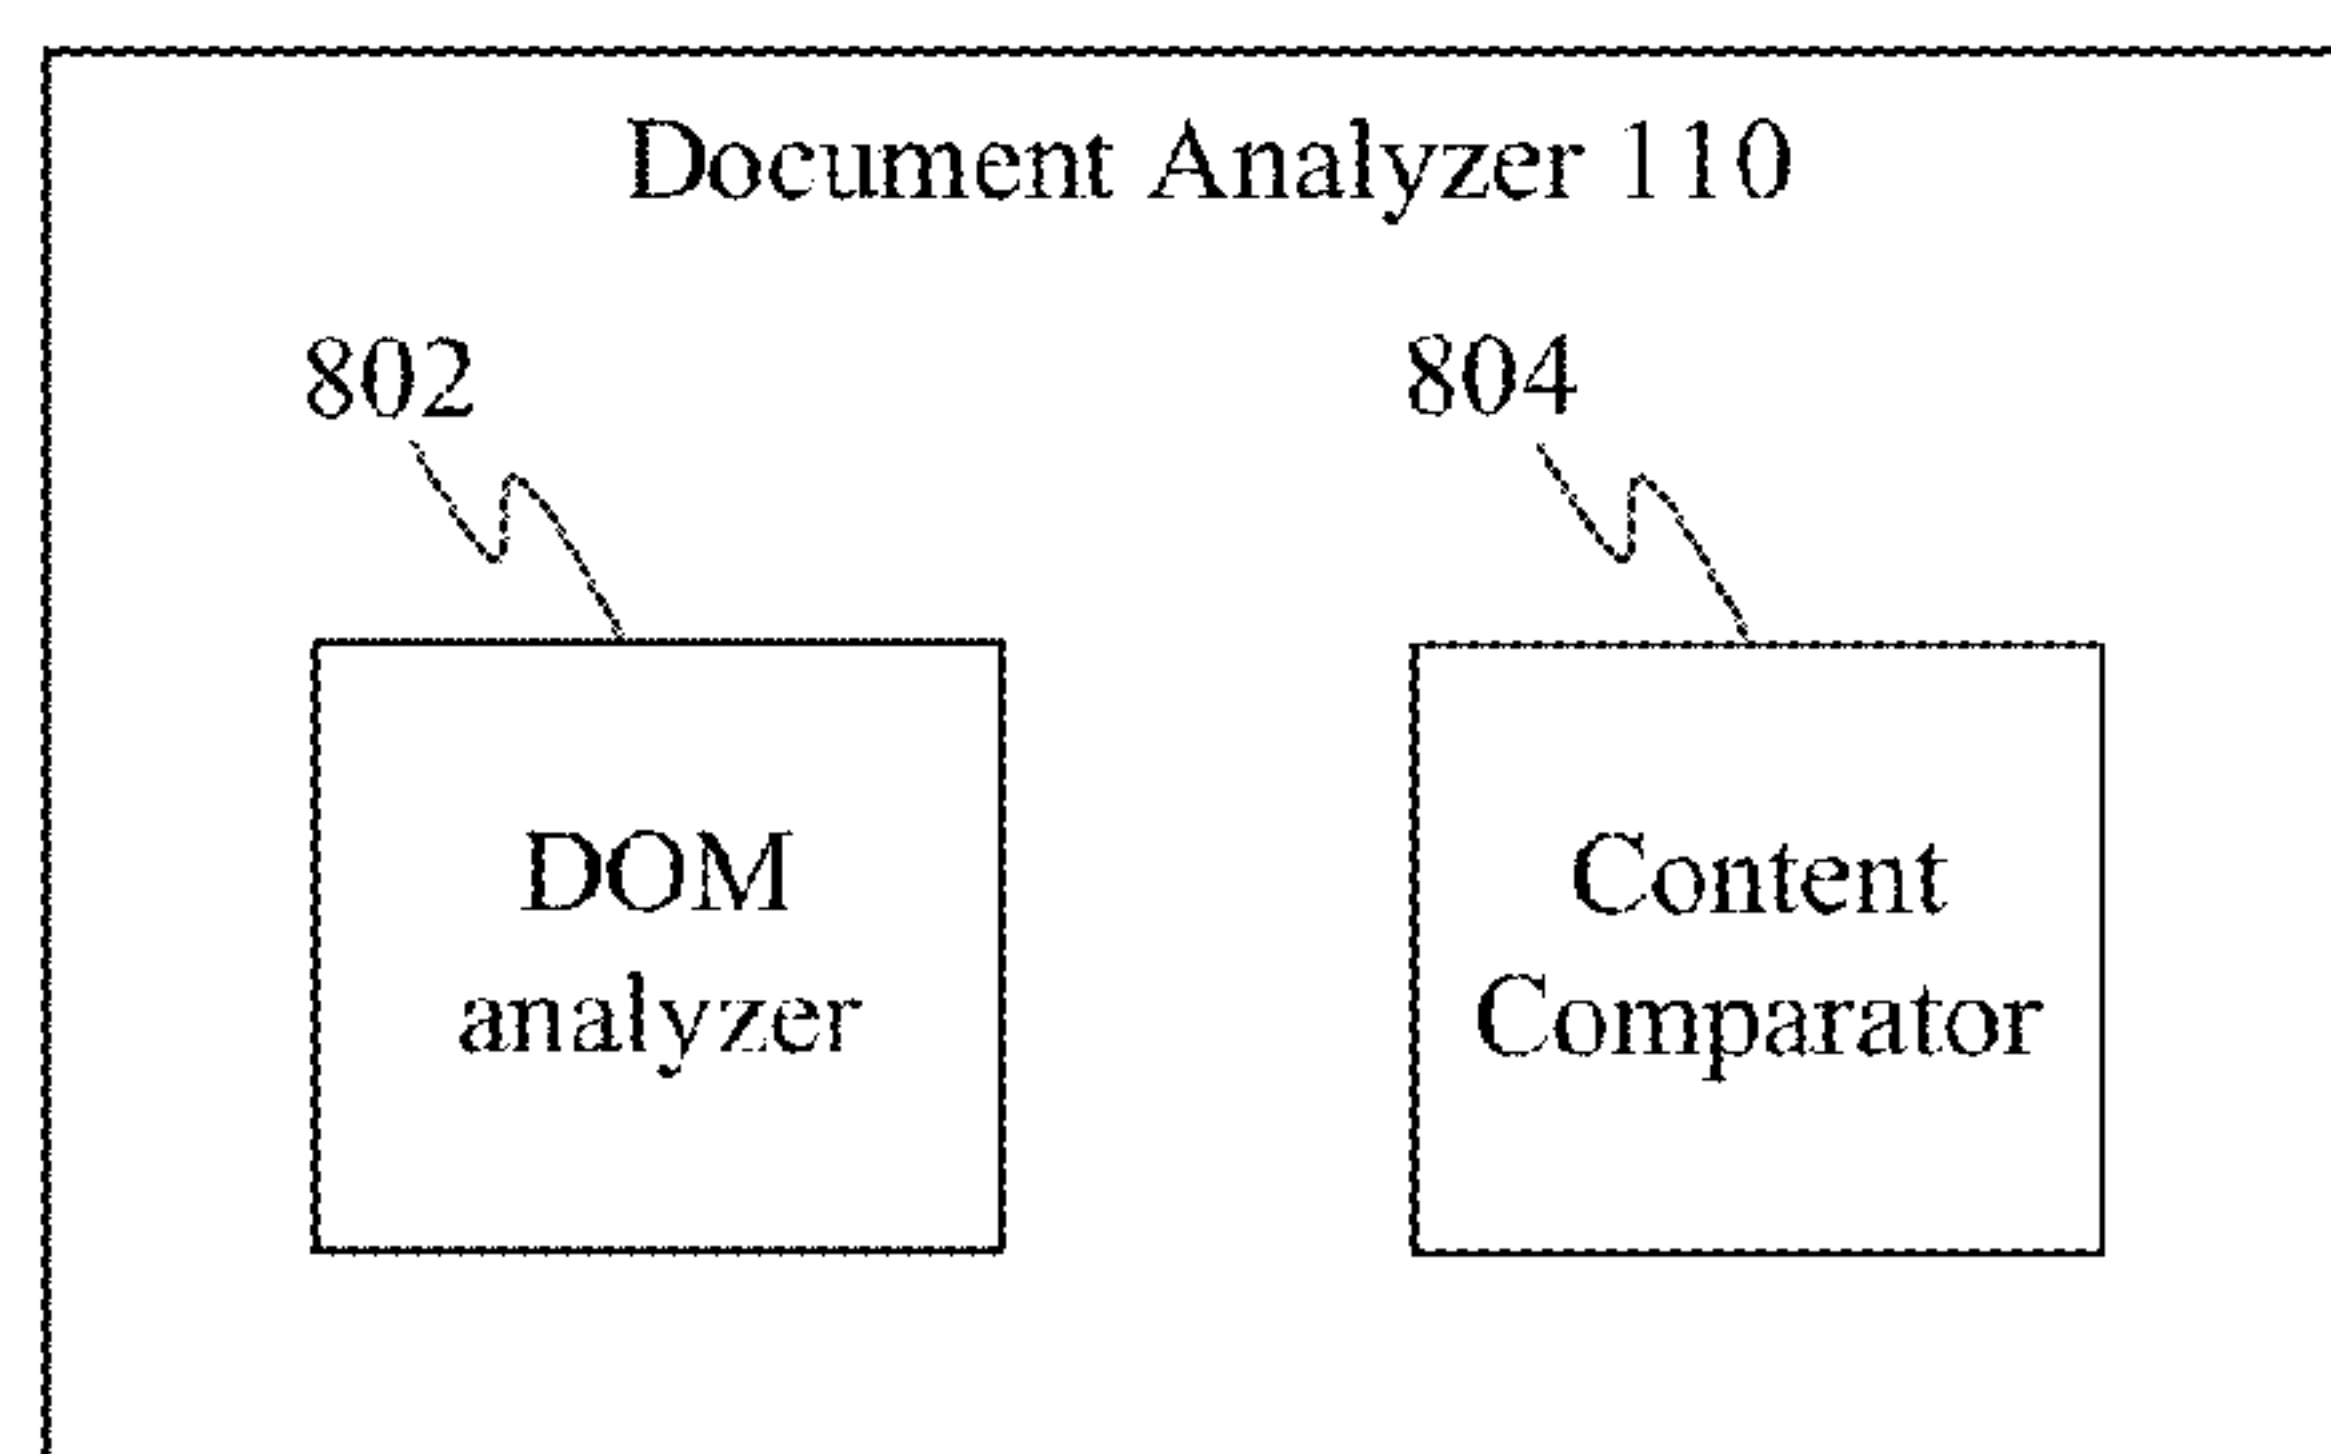 Document Analyzer 110
802
804
DOM
analyzer
Content
Comparator